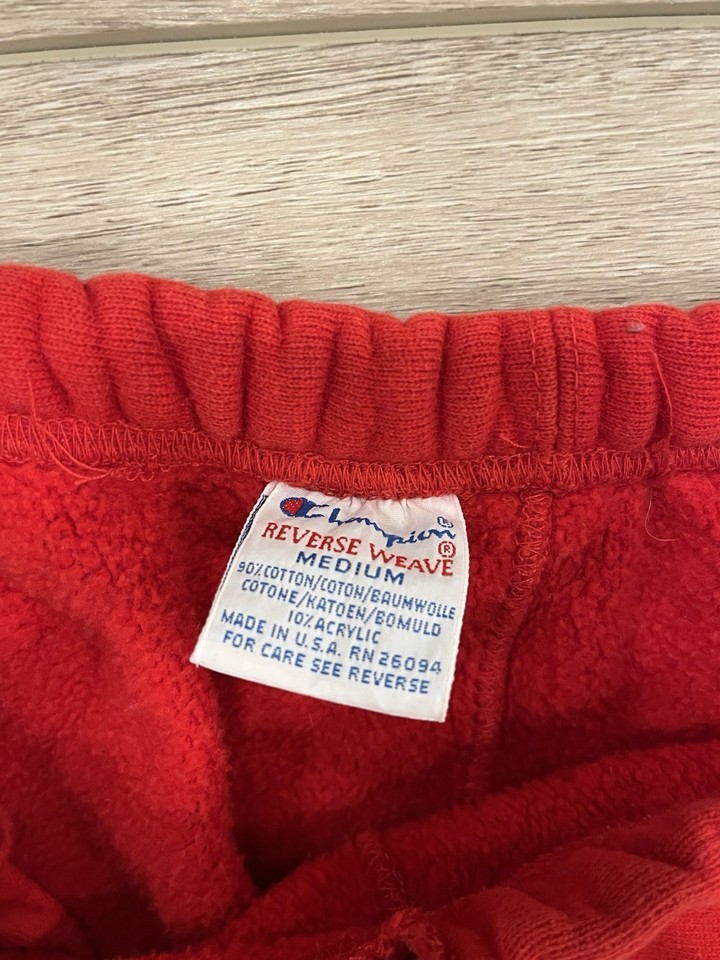 Champion
REVERSE WEAVE®
MEDIUM
90% COTTON/COTON/BAUMWOLLE
COTONE/KATOEN/BOMULD
10% ACRYLIC
MADE IN U.S.A. RN 26094
FOR CARE SEE REVERSE